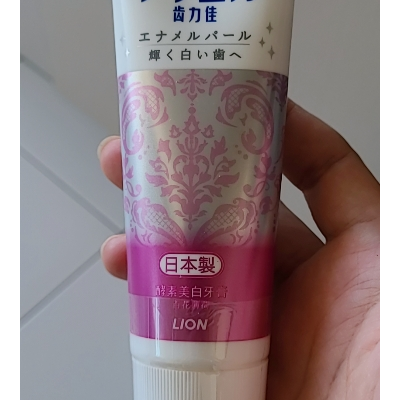 齒力佳
エナメルパール
輝く白い歯へ
日本製
酵素美白牙膏
LION